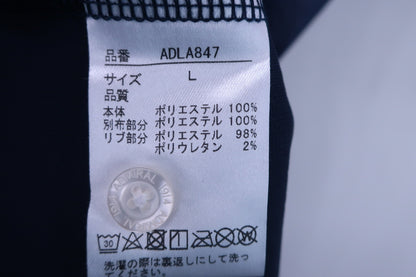 品番 ADLA847
サイズ L
品質
本体 ポリエステル 100%
別布部分 ポリエステル 100%
リブ部分 ポリエステル 98%
ポリウレタン 2%
ADMIRAL 1914
30
洗濯の際は裏返しにして洗